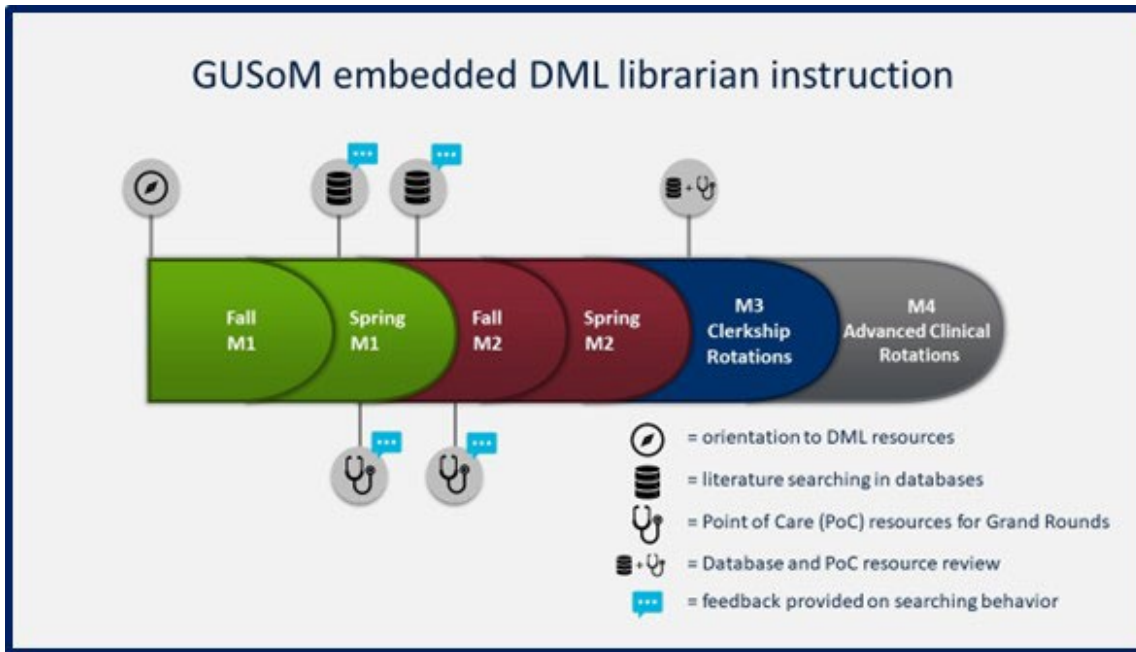 GUSoM embedded DML librarian instruction
Fall
M1
Spring
M1
Fall
M2
Spring
M2
M3
Clerkship
Rotations
M4
Advanced Clinical
Rotations
= orientation to DML resources
= literature searching in databases
= Point of Care (PoC) resources for Grand Rounds
+
= Database and PoC resource review
= feedback provided on searching behavior